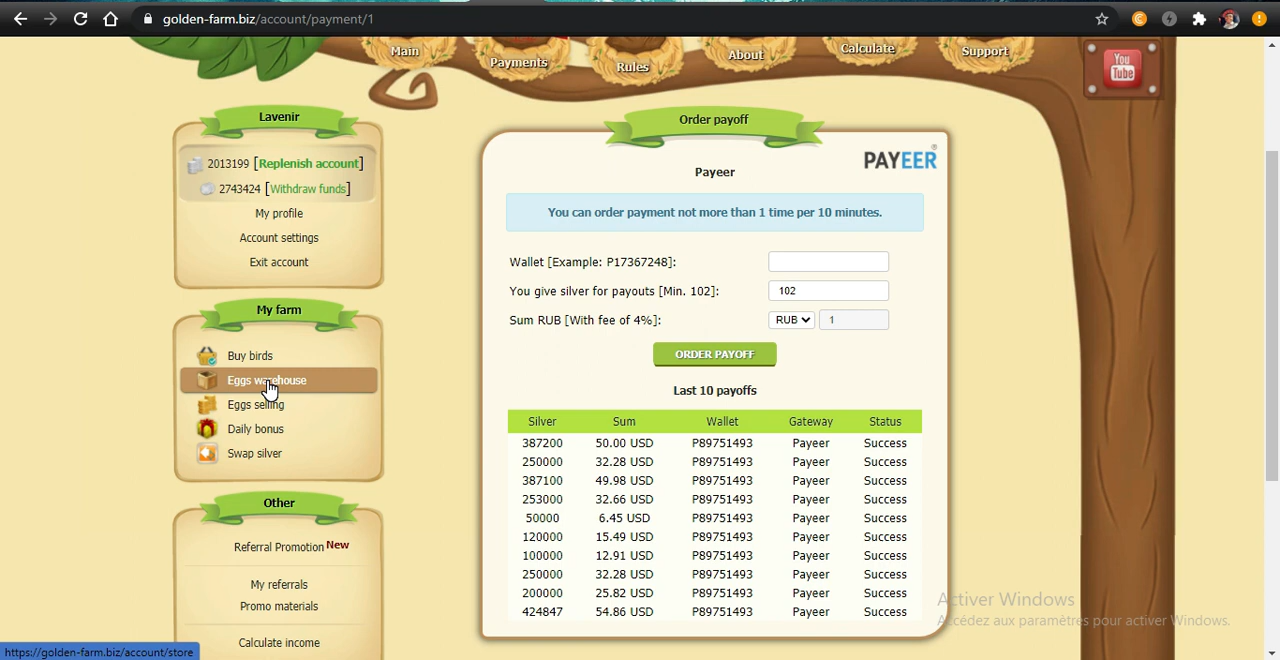 golden-farm.biz/account/payment/1
Main
Payments
Rules
About
Calculate
Support
You
Tube
Lavenir
2013199 [Replenish account]
2743424 [Withdraw funds]
My profile
Account settings
Exit account
My farm
Buy birds
Eggs warehouse
Eggs selling
Daily bonus
Swap silver
Other
Referral Promotion New
My referrals
Promo materials
Calculate income
Order payoff
PAYEER®
Payeer
You can order payment not more than 1 time per 10 minutes.
Wallet [Example: P17367248]:
You give silver for payouts [Min. 102]: 102
Sum RUB [With fee of 4%]: RUB 1
ORDER PAYOFF
Last 10 payoffs
Silver Sum Wallet Gateway Status
387200 50.00 USD P89751493 Payeer Success
250000 32.28 USD P89751493 Payeer Success
387100 49.98 USD P89751493 Payeer Success
253000 32.66 USD P89751493 Payeer Success
50000 6.45 USD P89751493 Payeer Success
120000 15.49 USD P89751493 Payeer Success
100000 12.91 USD P89751493 Payeer Success
250000 32.28 USD P89751493 Payeer Success
200000 25.82 USD P89751493 Payeer Success
424847 54.86 USD P89751493 Payeer Success
Activer Windows
Accédez aux paramètres pour activer Windows.
https://golden-farm.biz/account/store